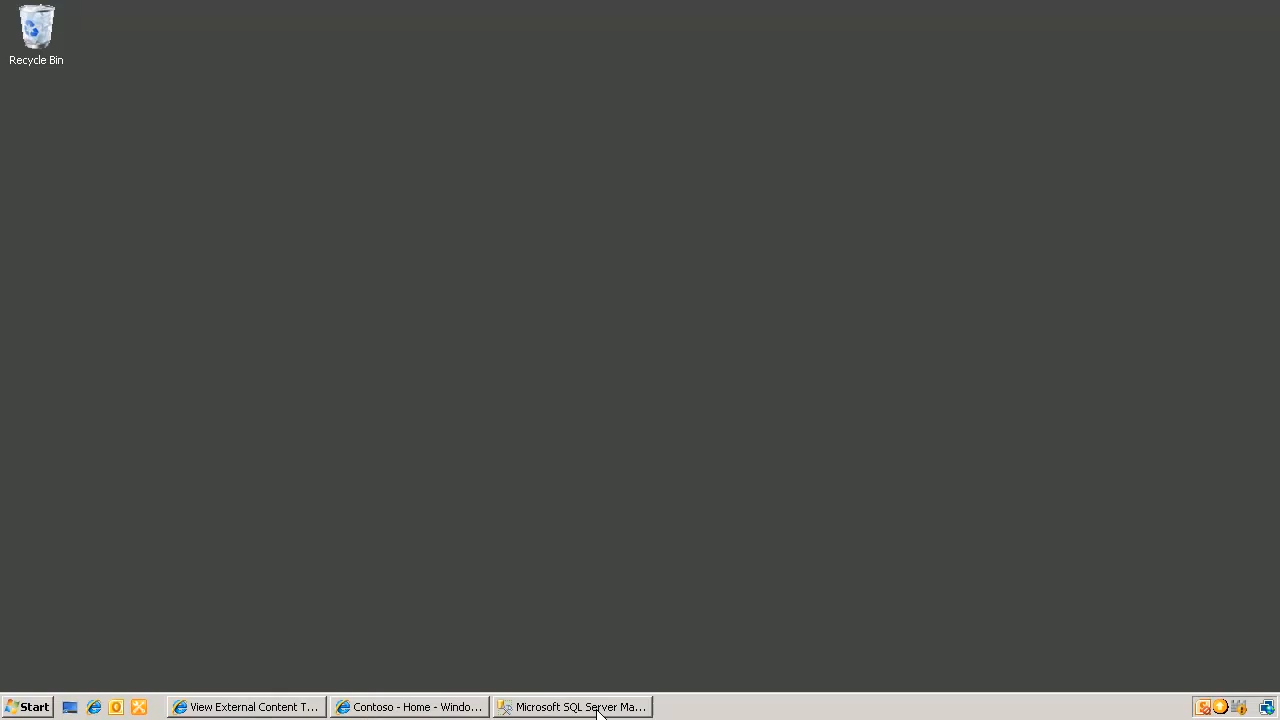 Recycle Bin
Start
View External Content T...
Contoso - Home - Windo...
Microsoft SQL Server Ma...